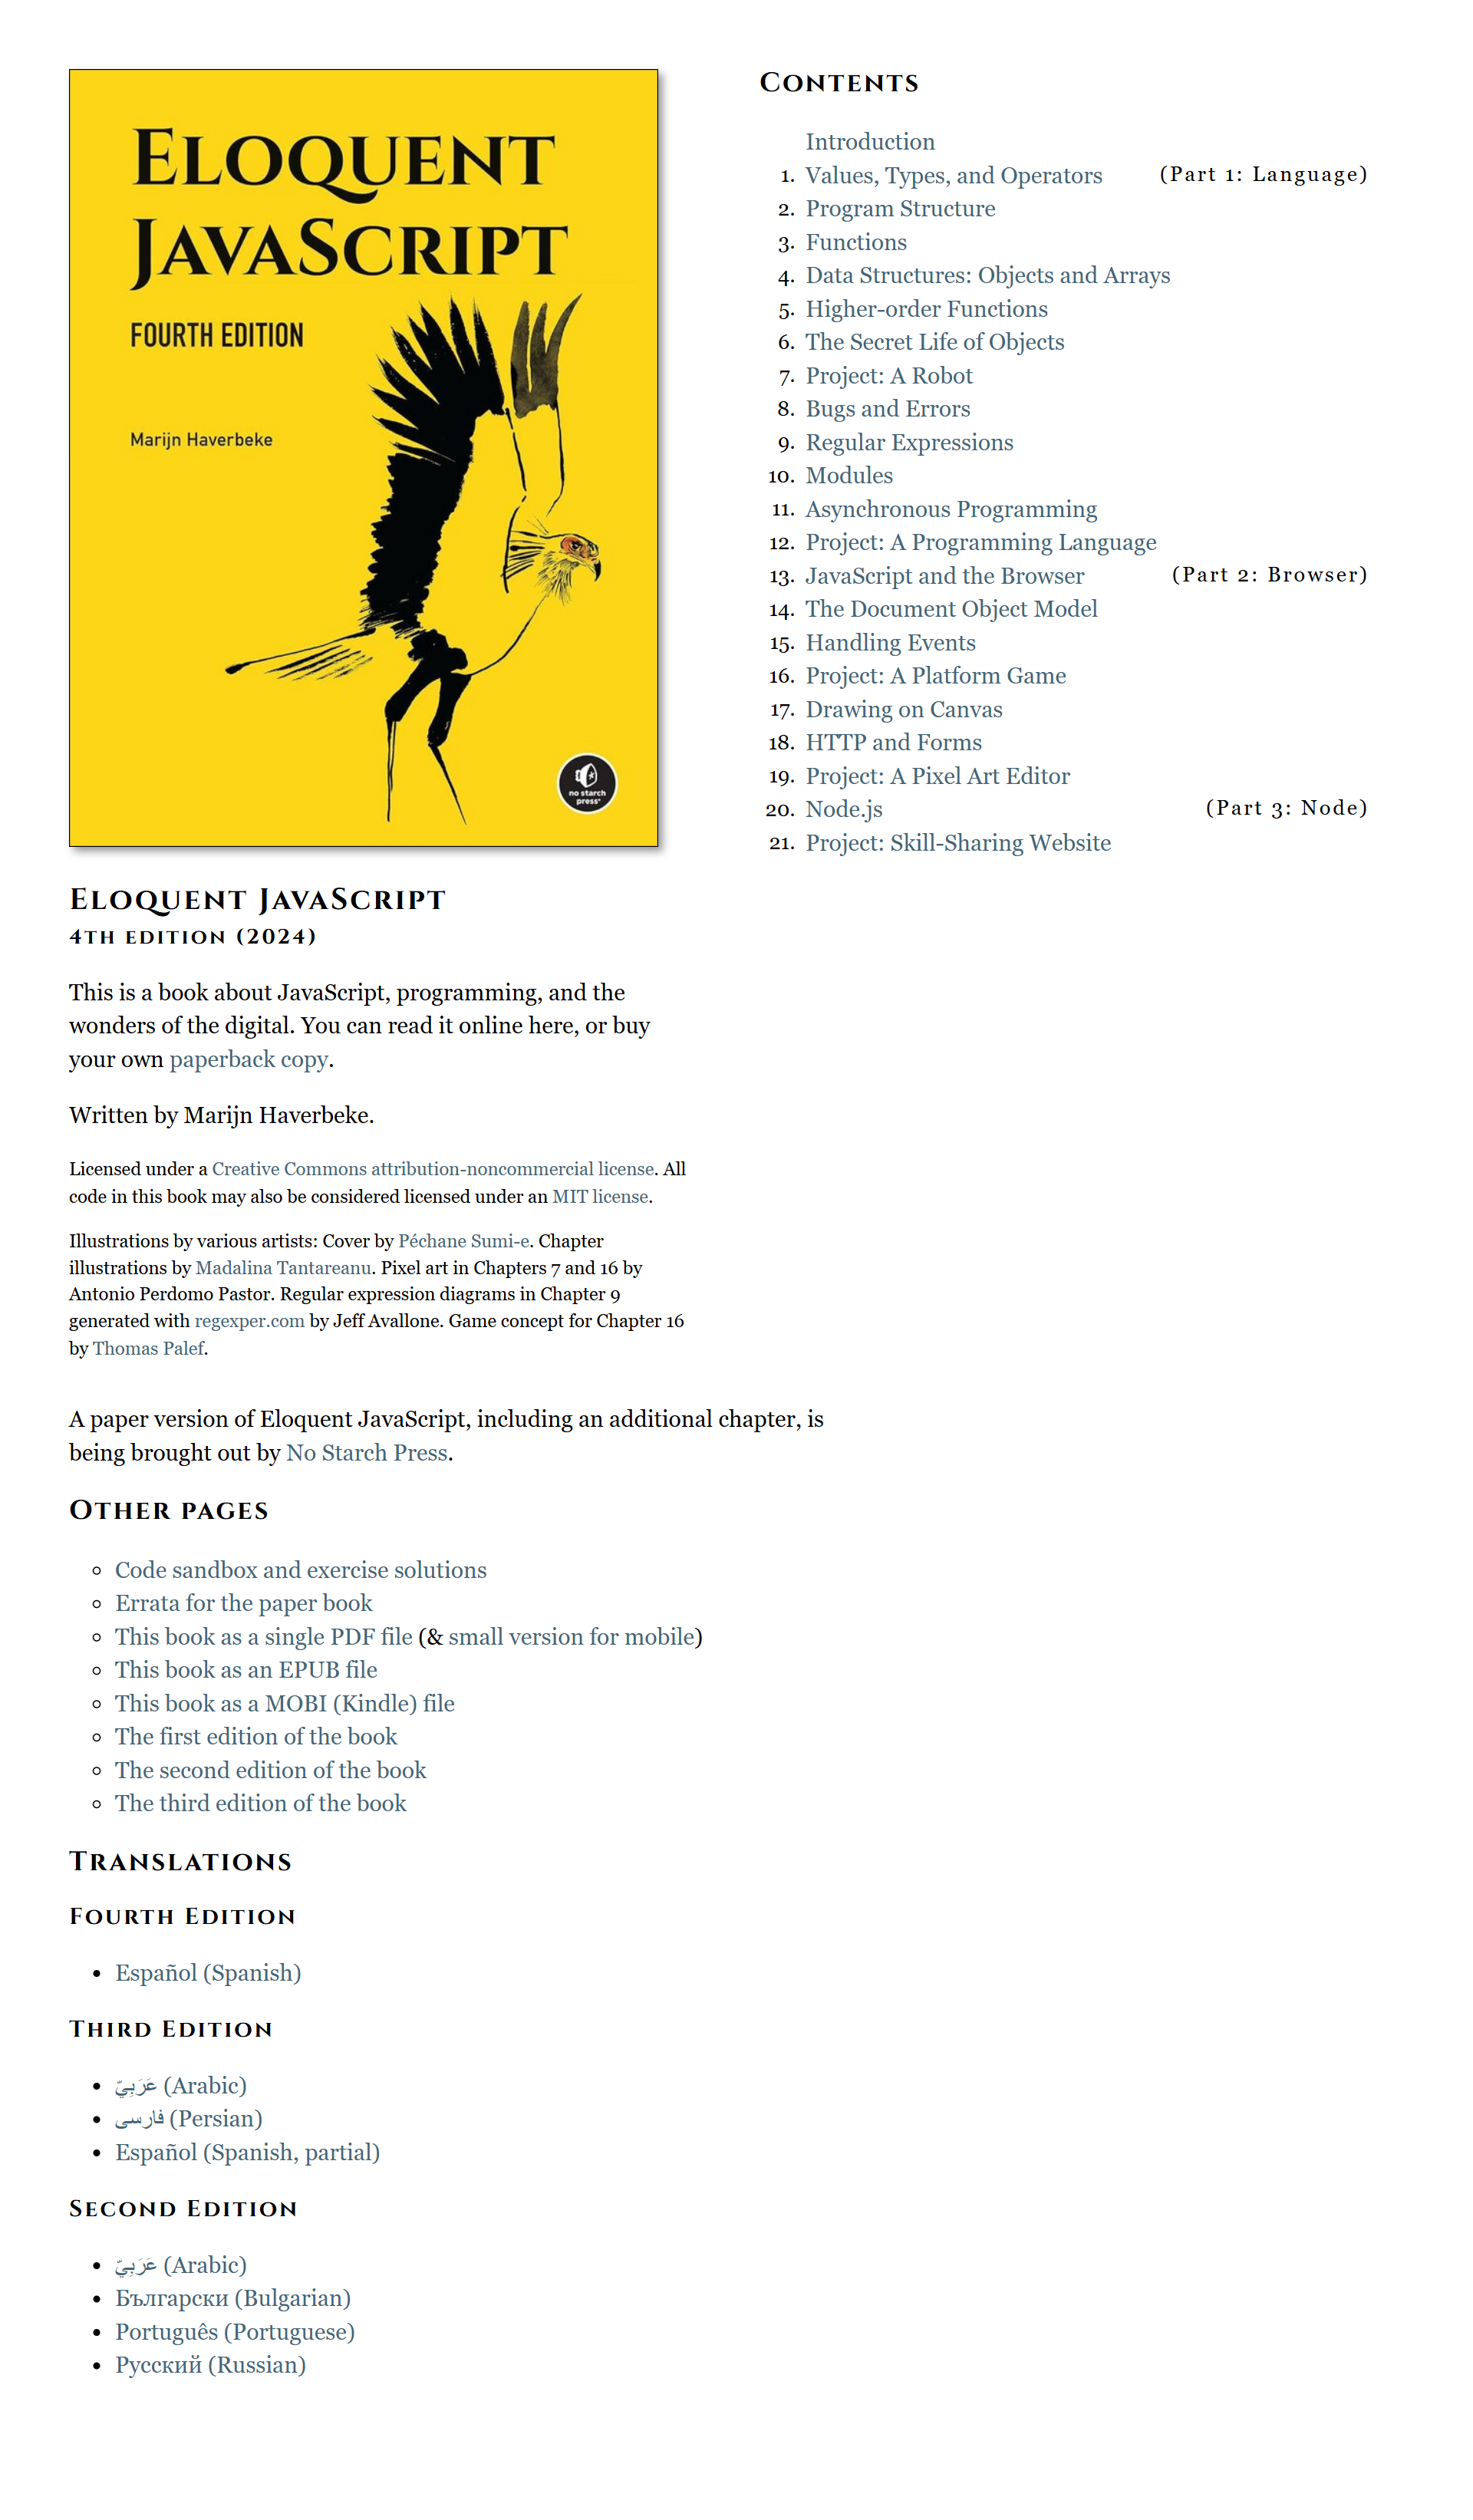 ELOQUENT
JAVASCRIPT
FOURTH EDITION
Marijn Haverbeke
no starch
press®
Eloquent JavaScript
4th edition (2024)
This is a book about JavaScript, programming, and the
wonders of the digital. You can read it online here, or buy
your own paperback copy.
Written by Marijn Haverbeke.
Licensed under a Creative Commons attribution-noncommercial license. All
code in this book may also be considered licensed under an MIT license.
Illustrations by various artists: Cover by Péchane Sumi-e. Chapter
illustrations by Madalina Tantareanu. Pixel art in Chapters 7 and 16 by
Antonio Perdomo Pastor. Regular expression diagrams in Chapter 9
generated with regexper.com by Jeff Avallone. Game concept for Chapter 16
by Thomas Palef.
Contents
Introduction
1. Values, Types, and Operators (Part 1: Language)
2. Program Structure
3. Functions
4. Data Structures: Objects and Arrays
5. Higher-order Functions
6. The Secret Life of Objects
7. Project: A Robot
8. Bugs and Errors
9. Regular Expressions
10. Modules
11. Asynchronous Programming
12. Project: A Programming Language
13. JavaScript and the Browser (Part 2: Browser)
14. The Document Object Model
15. Handling Events
16. Project: A Platform Game
17. Drawing on Canvas
18. HTTP and Forms
19. Project: A Pixel Art Editor
20. Node.js (Part 3: Node)
21. Project: Skill-Sharing Website
A paper version of Eloquent JavaScript, including an additional chapter, is
being brought out by No Starch Press.
Other pages
Code sandbox and exercise solutions
Errata for the paper book
This book as a single PDF file (& small version for mobile)
This book as an EPUB file
This book as a MOBI (Kindle) file
The first edition of the book
The second edition of the book
The third edition of the book
Translations
Fourth Edition
Español (Spanish)
Third Edition
عَرَبِيّ (Arabic)
فارسی (Persian)
Español (Spanish, partial)
Second Edition
عَرَبِيّ (Arabic)
Български (Bulgarian)
Português (Portuguese)
Русский (Russian)